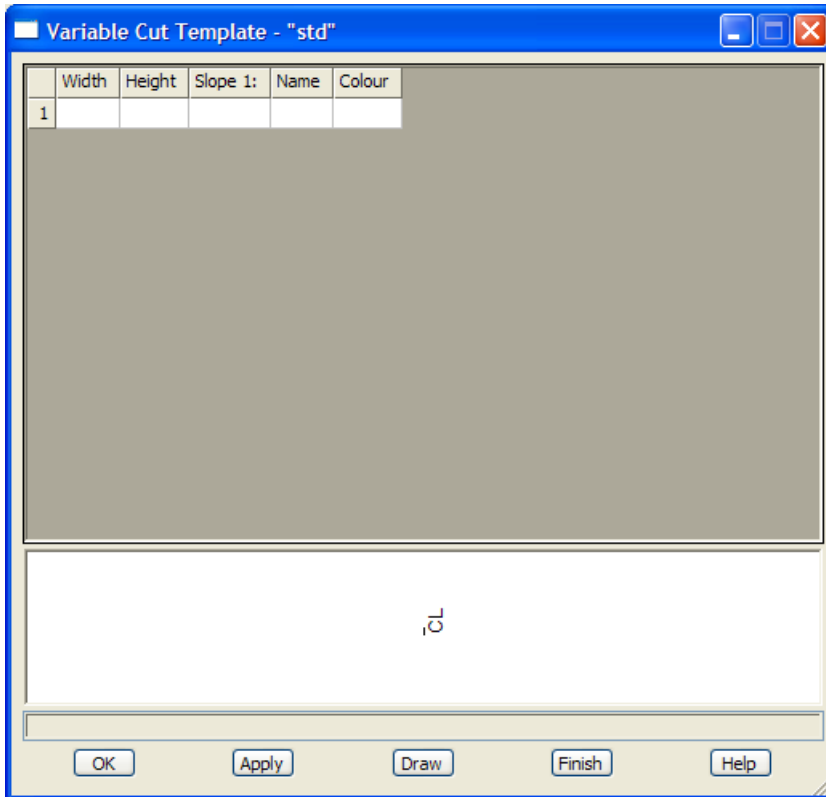 Variable Cut Template - "std"
Width Height Slope 1: Name Colour
1
CL
OK Apply Draw Finish Help